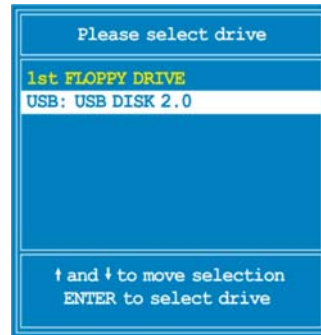 Please select drive
1st FLOPPY DRIVE
USB: USB DISK 2.0
↑ and ↓ to move selection
ENTER to select drive